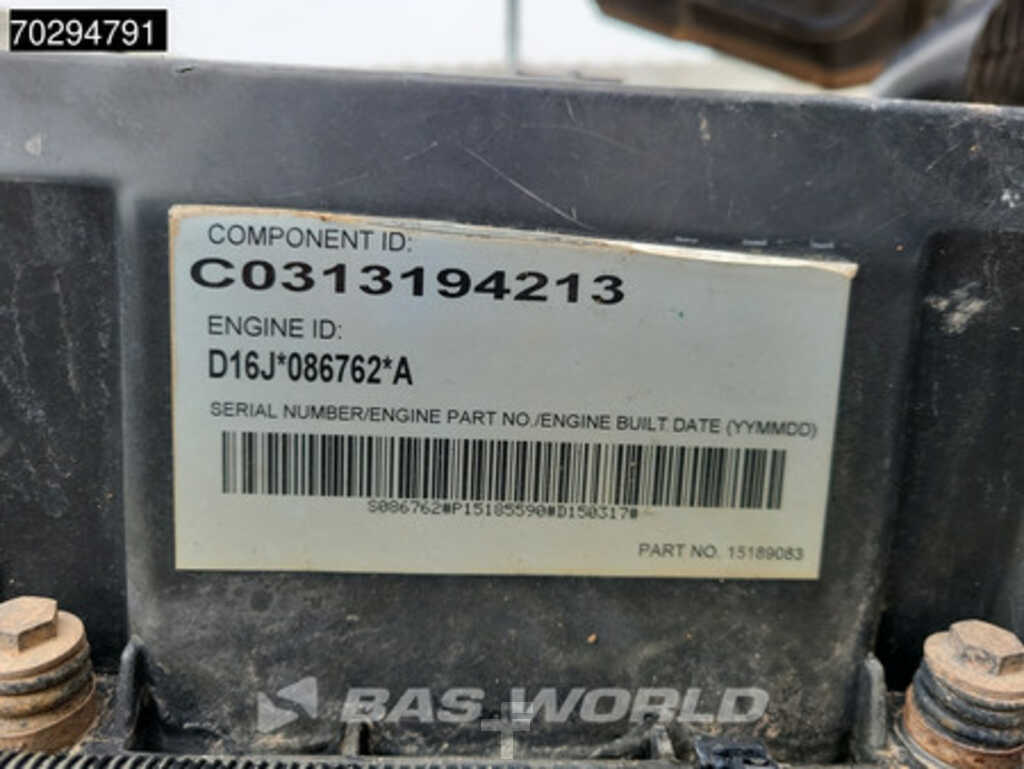 70294791
COMPONENT ID:
C0313194213
ENGINE ID:
D16J*086762*A
SERIAL NUMBER/ENGINE PART NO./ENGINE BUILT DATE (YYMMDD)
S086762#P15185590#D150317#
PART NO. 15189083
BAS WORLD